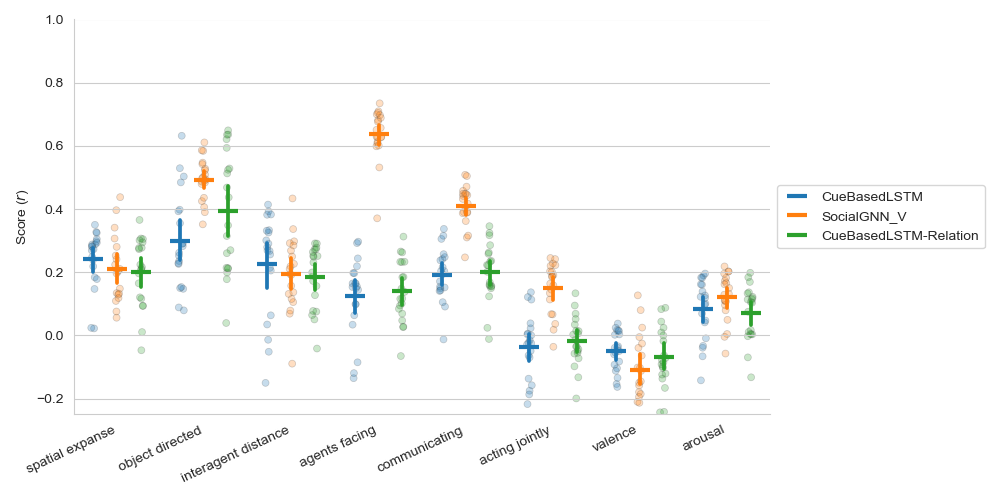 1.0
0.8
0.6
0.4
0.2
0.0
−0.2
Score (r)
spatial expanse
object directed
interagent distance
agents facing
communicating
acting jointly
valence
arousal
CueBasedLSTM
SocialGNN_V
CueBasedLSTM-Relation